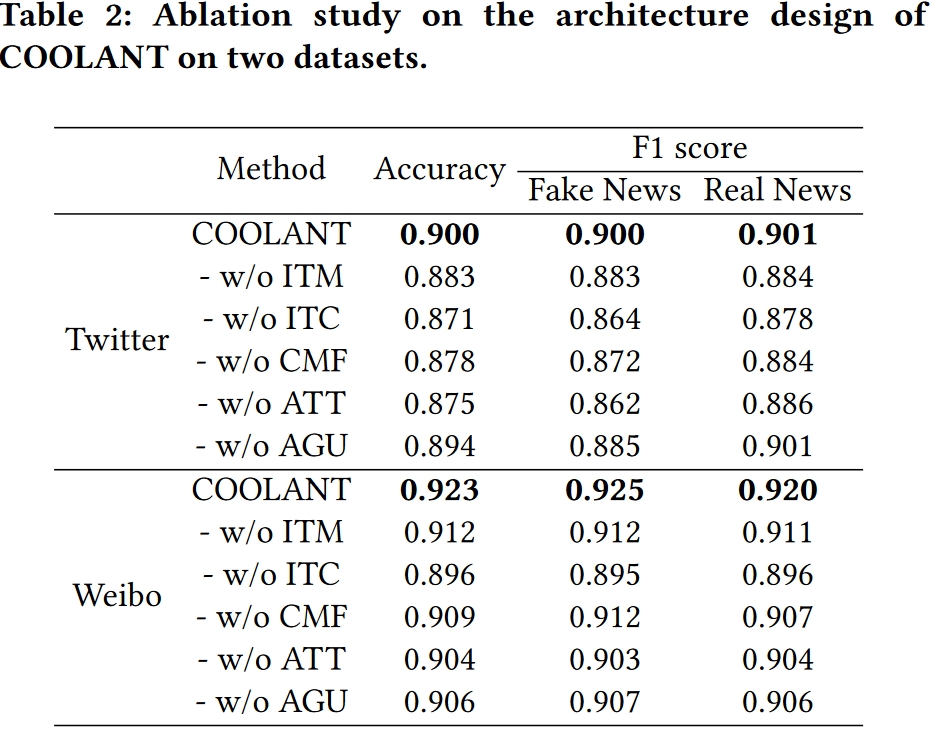 Table 2: Ablation study on the architecture design of
COOLANT on two datasets.
Method Accuracy F1 score
Fake News Real News
Twitter
COOLANT 0.900 0.900 0.901
- w/o ITM 0.883 0.883 0.884
- w/o ITC 0.871 0.864 0.878
- w/o CMF 0.878 0.872 0.884
- w/o ATT 0.875 0.862 0.886
- w/o AGU 0.894 0.885 0.901
Weibo
COOLANT 0.923 0.925 0.920
- w/o ITM 0.912 0.912 0.911
- w/o ITC 0.896 0.895 0.896
- w/o CMF 0.909 0.912 0.907
- w/o ATT 0.904 0.903 0.904
- w/o AGU 0.906 0.907 0.906